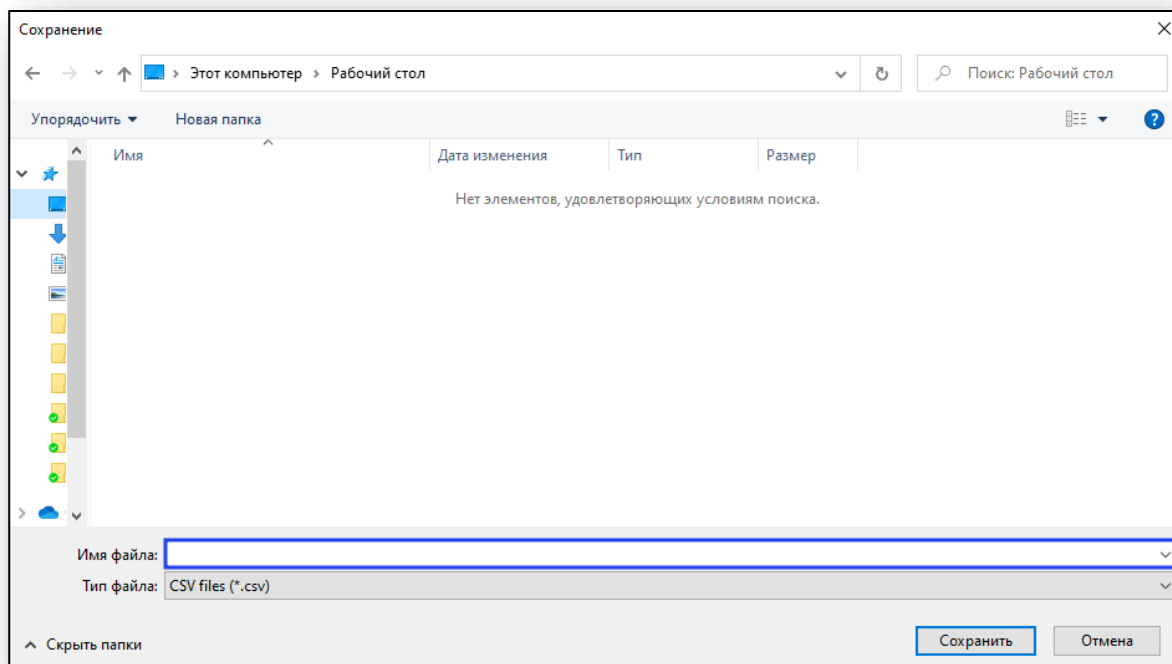 Сохранение
Этот компьютер > Рабочий стол
Поиск: Рабочий стол
Упорядочить
Новая папка
?
Имя
Дата изменения
Тип
Размер
Нет элементов, удовлетворяющих условиям поиска.
Имя файла:
Тип файла: CSV files (*.csv)
Скрыть папки
Сохранить
Отмена